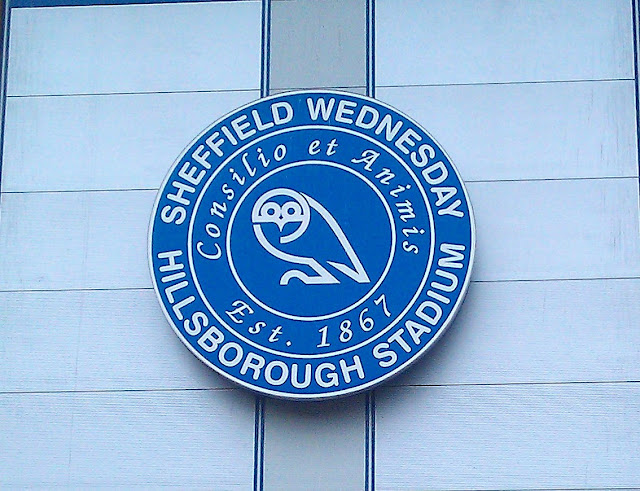 SHEFFIELD WEDNESDAY
Consilio et Animis
Est. 1867
HILLSBOROUGH STADIUM